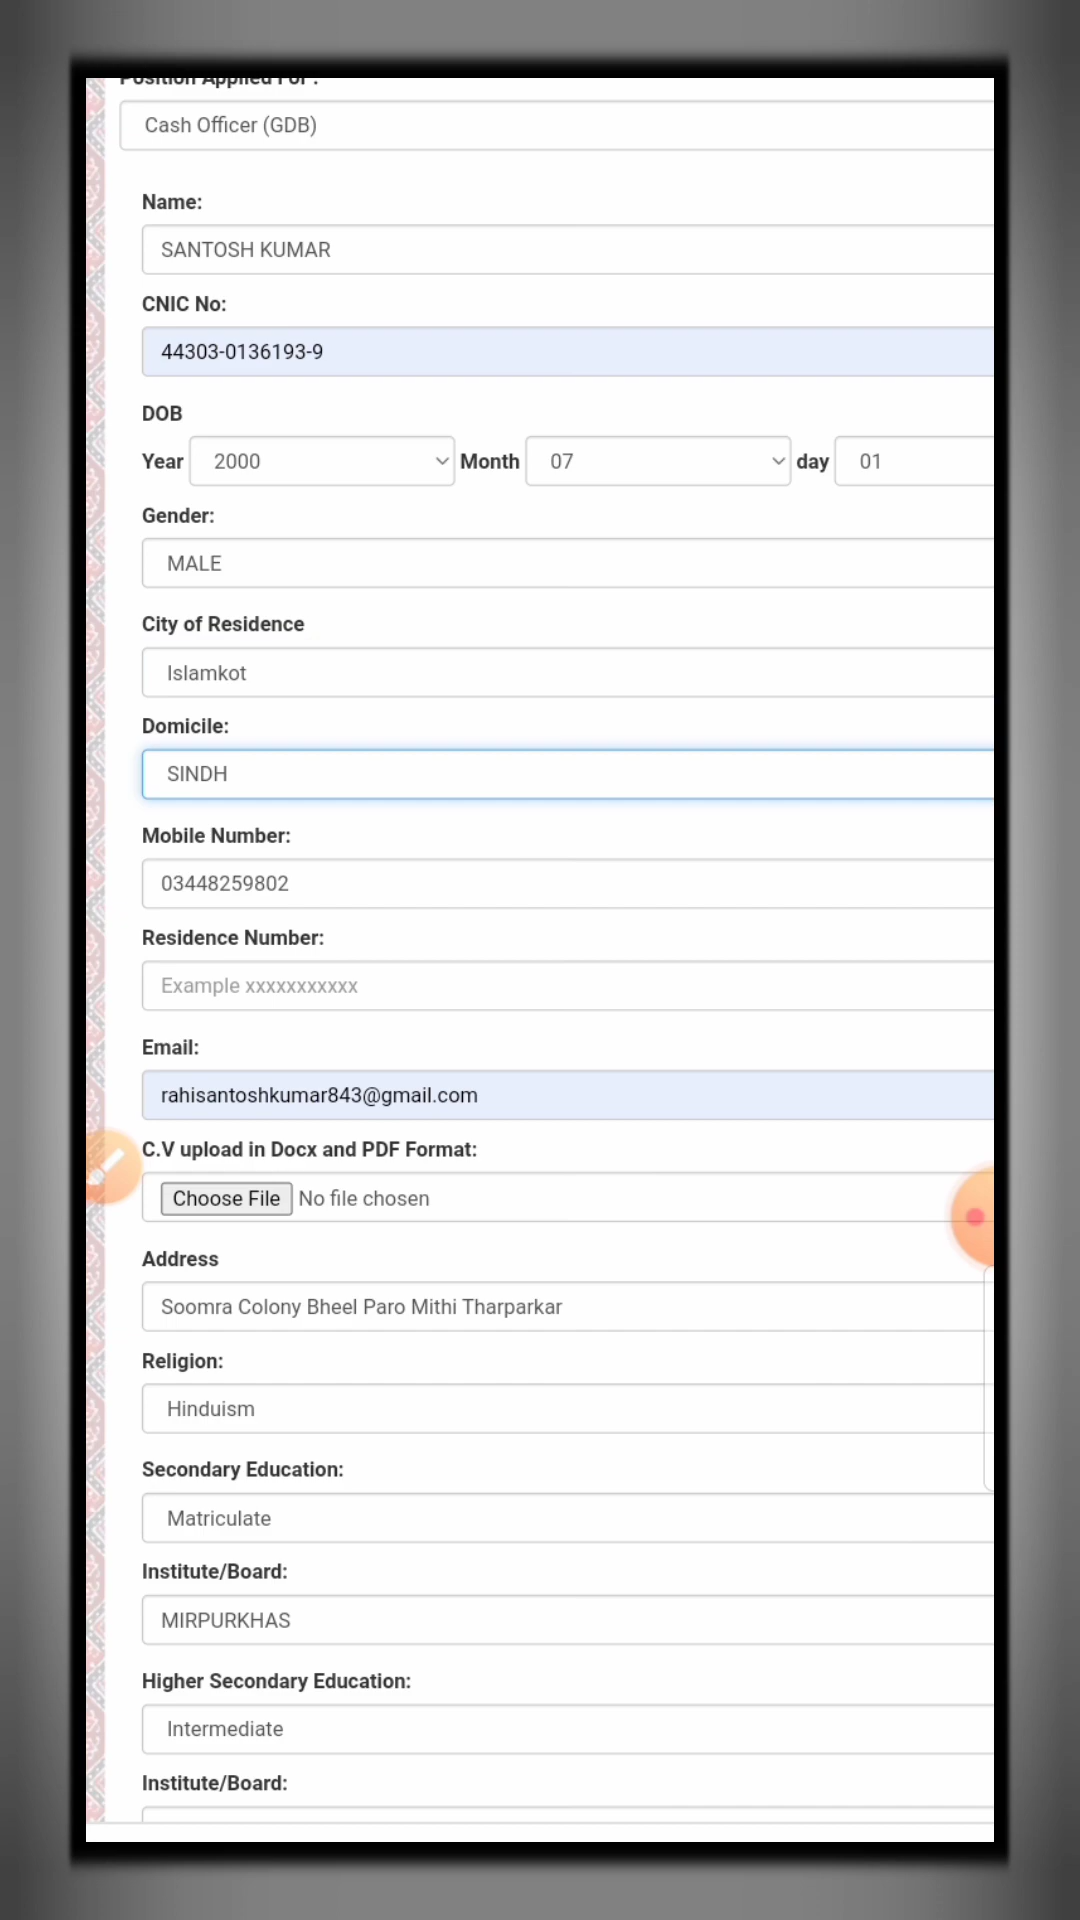 Position Applied For :
Cash Officer (GDB)
Name:
SANTOSH KUMAR
CNIC No:
44303-0136193-9
DOB
Year 2000 Month 07 day 01
Gender:
MALE
City of Residence
Islamkot
Domicile:
SINDH
Mobile Number:
03448259802
Residence Number:
Example xxxxxxxxxxx
Email:
rahisantoshkumar843@gmail.com
C.V upload in Docx and PDF Format:
Choose File No file chosen
Address
Soomra Colony Bheel Paro Mithi Tharparkar
Religion:
Hinduism
Secondary Education:
Matriculate
Institute/Board:
MIRPURKHAS
Higher Secondary Education:
Intermediate
Institute/Board: